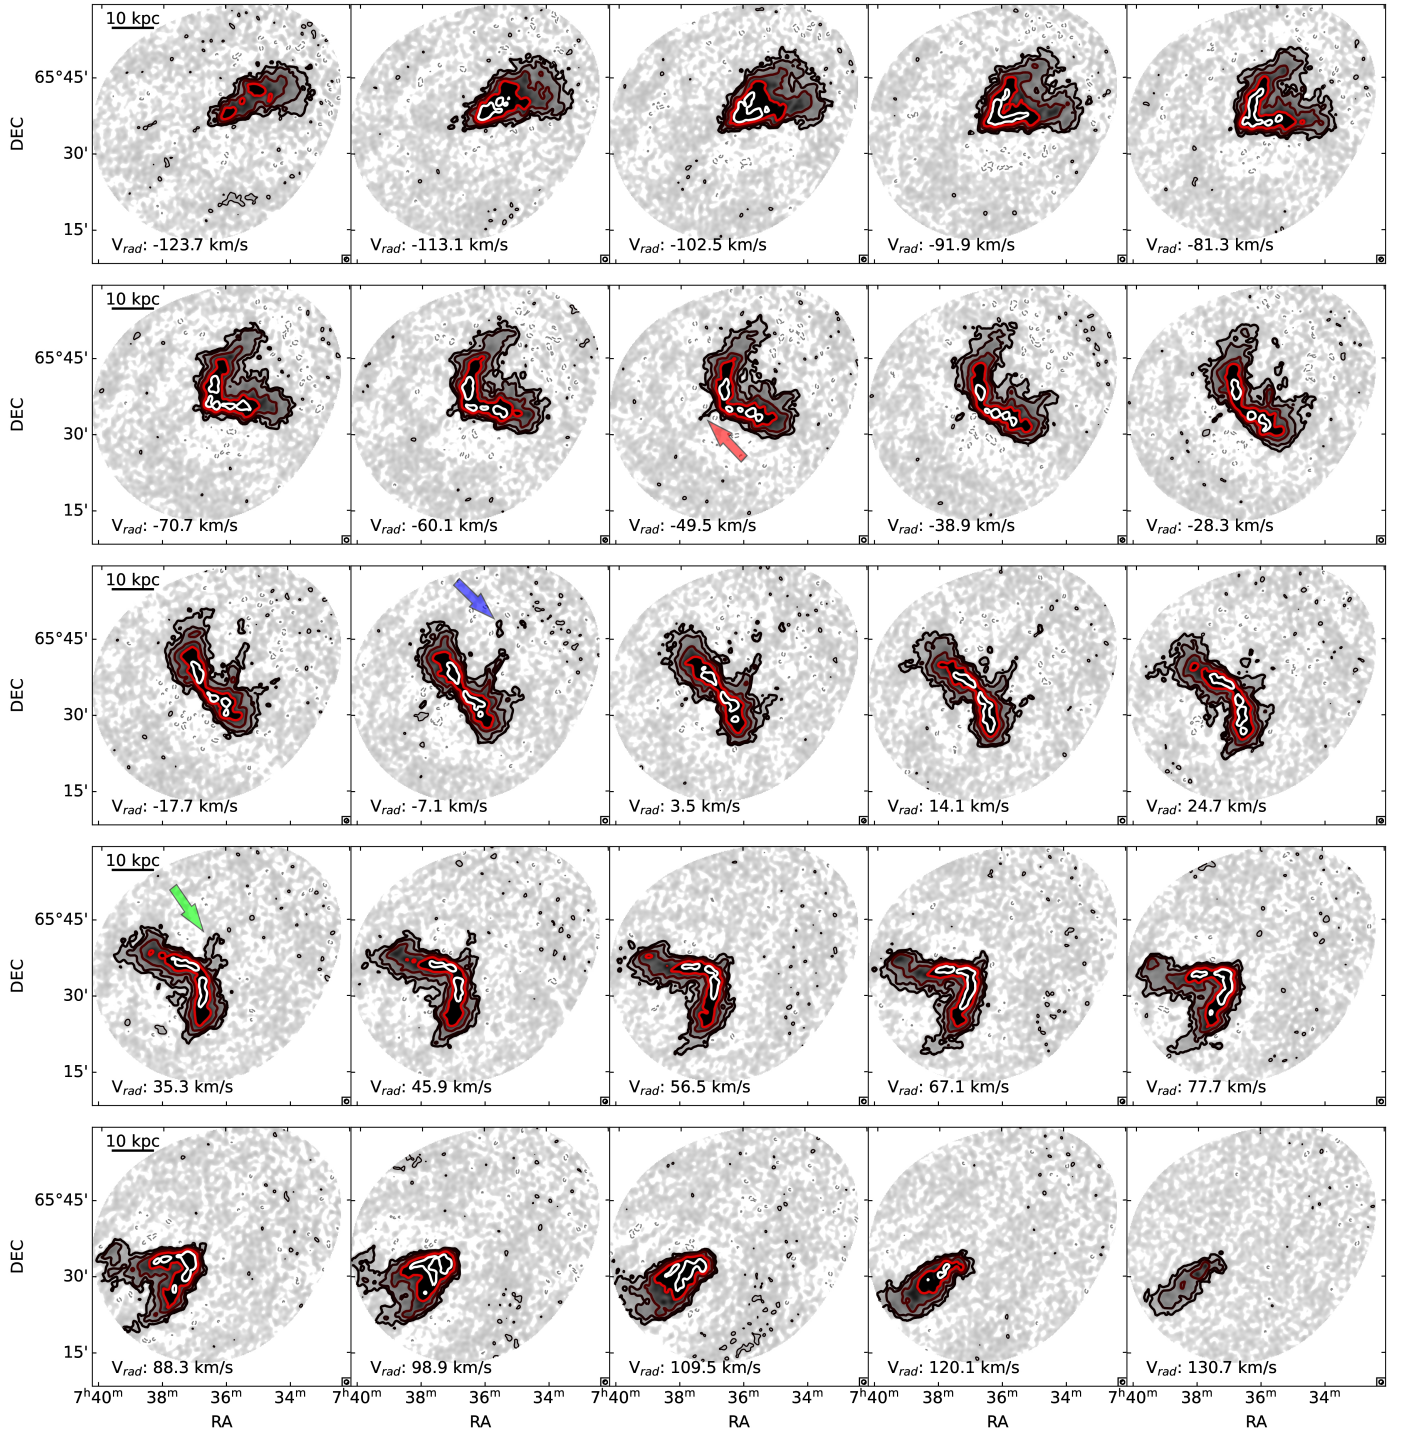 10 kpc
DEC
65°45'
30'
15'
V_rad: -123.7 km/s
V_rad: -113.1 km/s
V_rad: -102.5 km/s
V_rad: -91.9 km/s
V_rad: -81.3 km/s
10 kpc
DEC
65°45'
30'
15'
V_rad: -70.7 km/s
V_rad: -60.1 km/s
V_rad: -49.5 km/s
V_rad: -38.9 km/s
V_rad: -28.3 km/s
10 kpc
DEC
65°45'
30'
15'
V_rad: -17.7 km/s
V_rad: -7.1 km/s
V_rad: 3.5 km/s
V_rad: 14.1 km/s
V_rad: 24.7 km/s
10 kpc
DEC
65°45'
30'
15'
V_rad: 35.3 km/s
V_rad: 45.9 km/s
V_rad: 56.5 km/s
V_rad: 67.1 km/s
V_rad: 77.7 km/s
10 kpc
DEC
65°45'
30'
15'
V_rad: 88.3 km/s
V_rad: 98.9 km/s
V_rad: 109.5 km/s
V_rad: 120.1 km/s
V_rad: 130.7 km/s
7ʰ40ᵐ 38ᵐ 36ᵐ 34ᵐ 7ʰ40ᵐ 38ᵐ 36ᵐ 34ᵐ 7ʰ40ᵐ 38ᵐ 36ᵐ 34ᵐ 7ʰ40ᵐ 38ᵐ 36ᵐ 34ᵐ 7ʰ40ᵐ 38ᵐ 36ᵐ 34ᵐ
RA RA RA RA RA